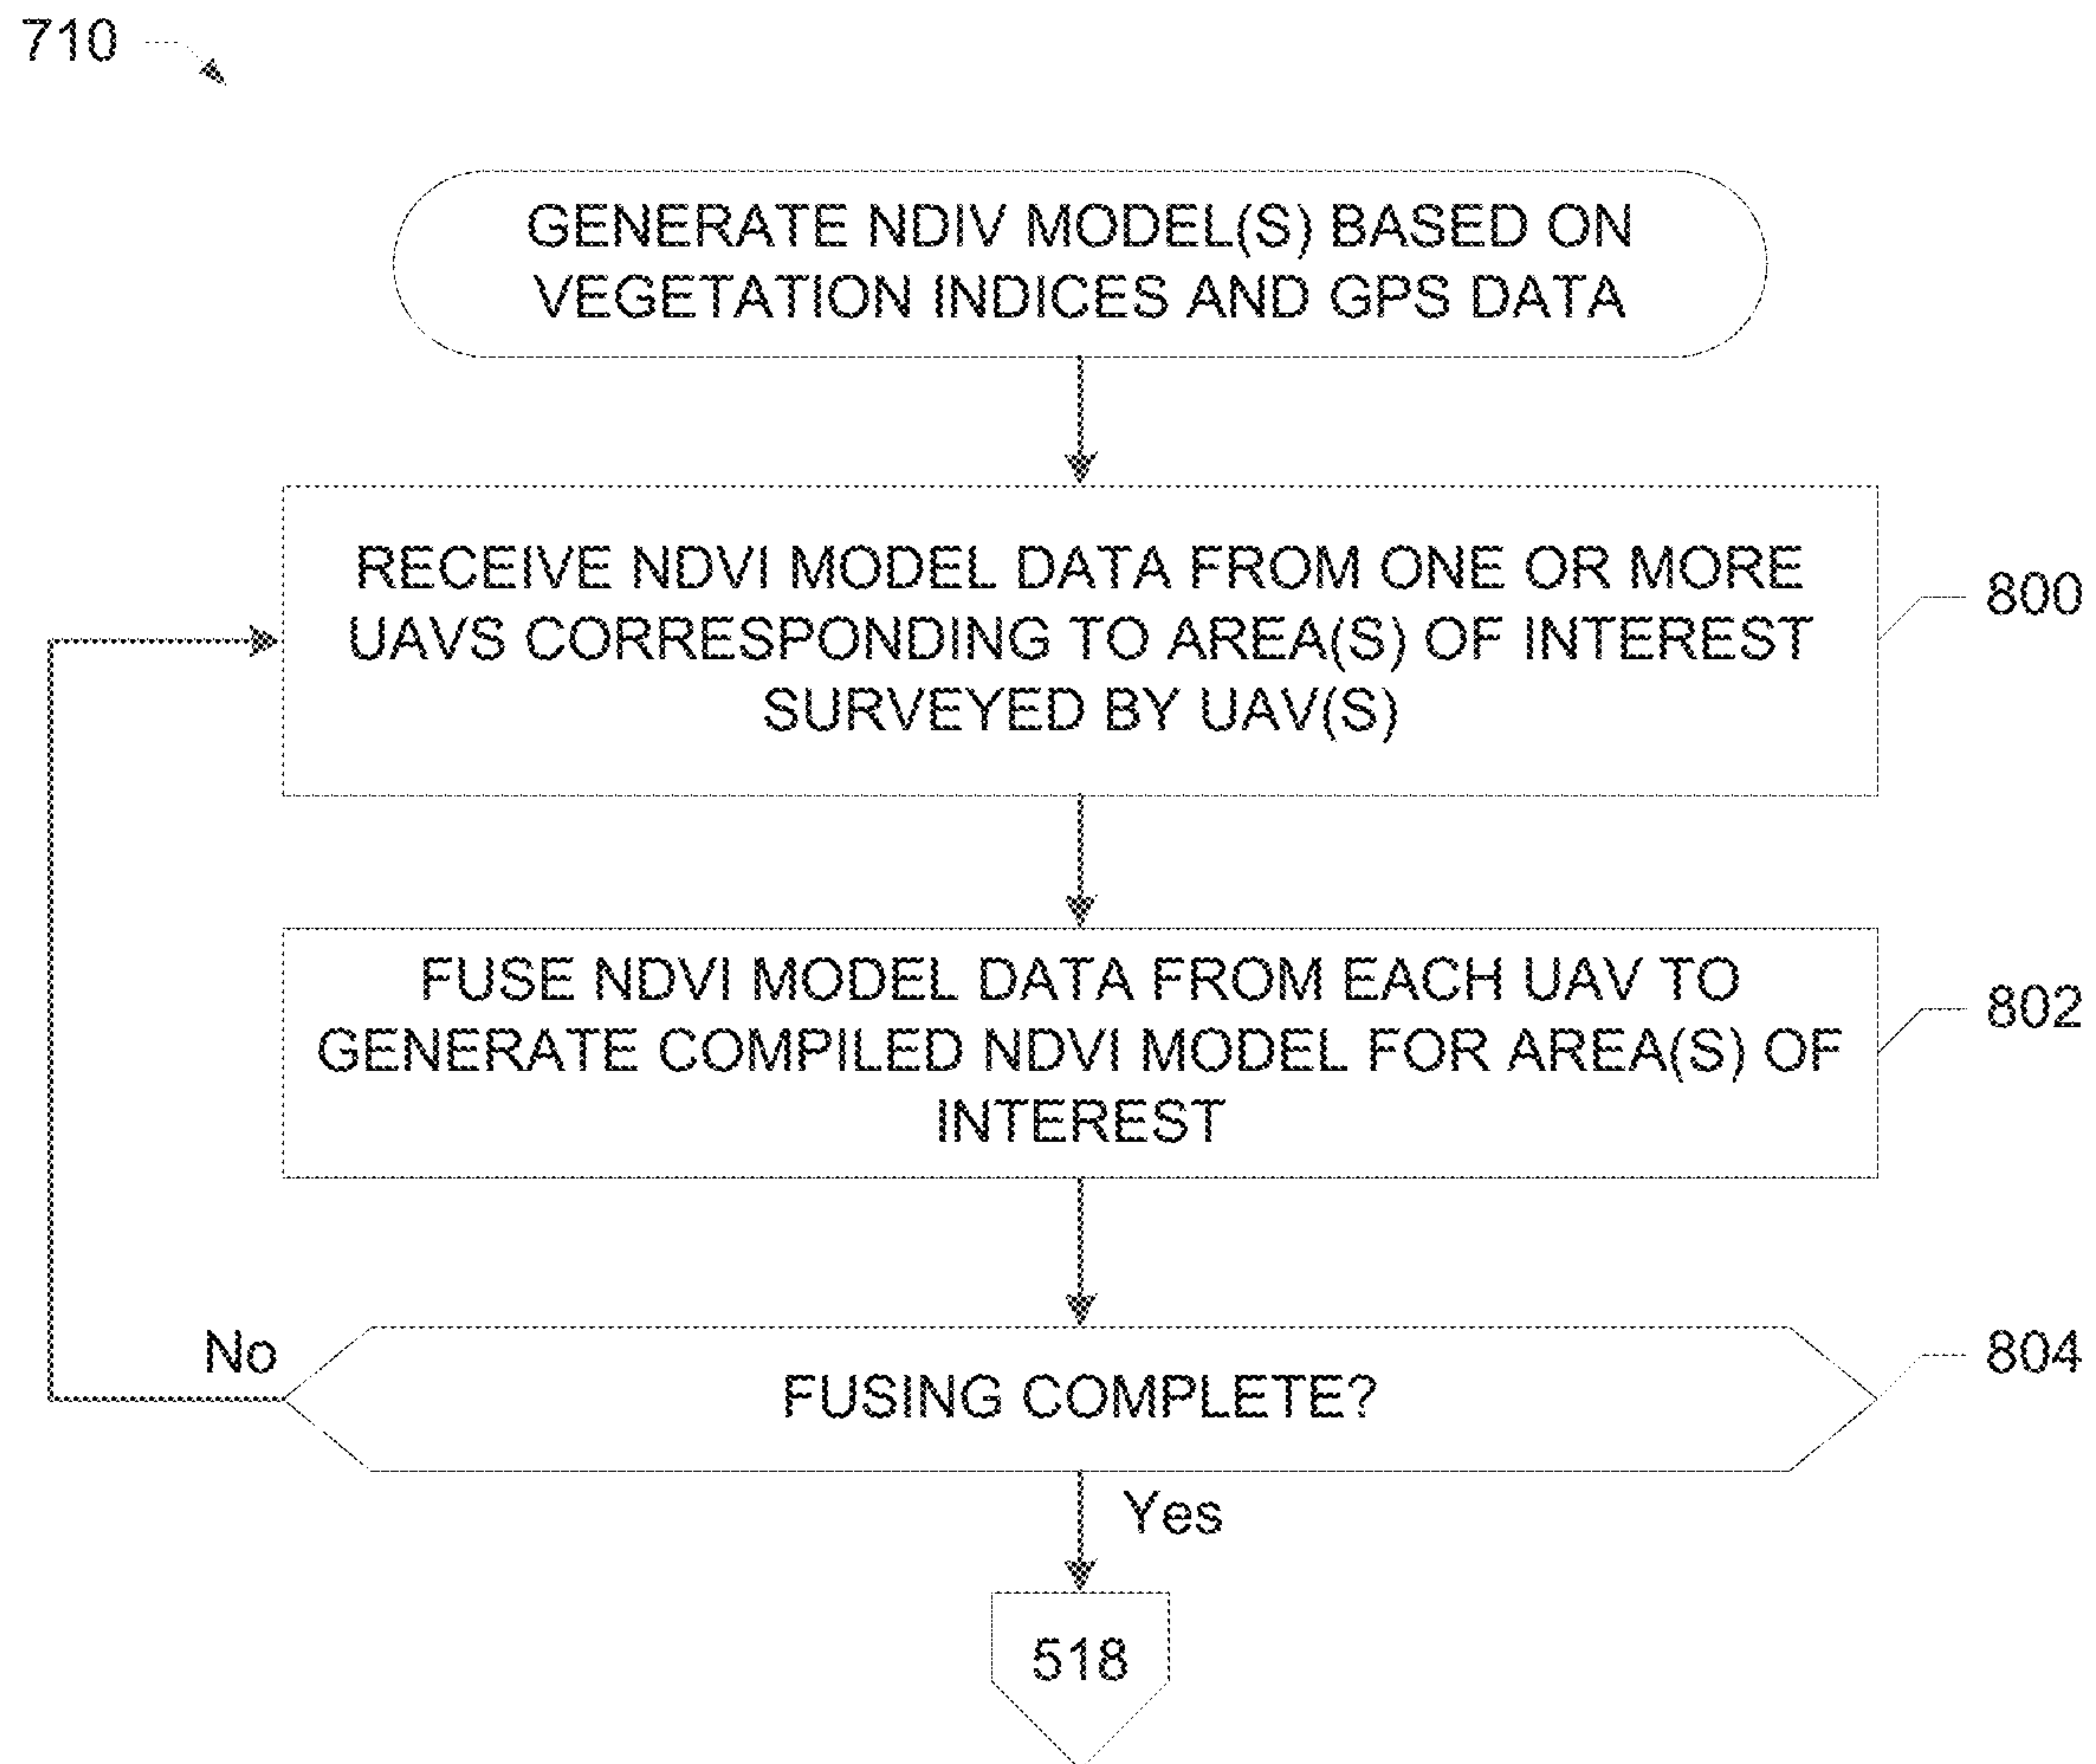 710
GENERATE NDIV MODEL(S) BASED ON
VEGETATION INDICES AND GPS DATA
RECEIVE NDVI MODEL DATA FROM ONE OR MORE
UAVS CORRESPONDING TO AREA(S) OF INTEREST
SURVEYED BY UAV(S)
800
FUSE NDVI MODEL DATA FROM EACH UAV TO
GENERATE COMPILED NDVI MODEL FOR AREA(S) OF
INTEREST
802
No
FUSING COMPLETE?
804
Yes
518